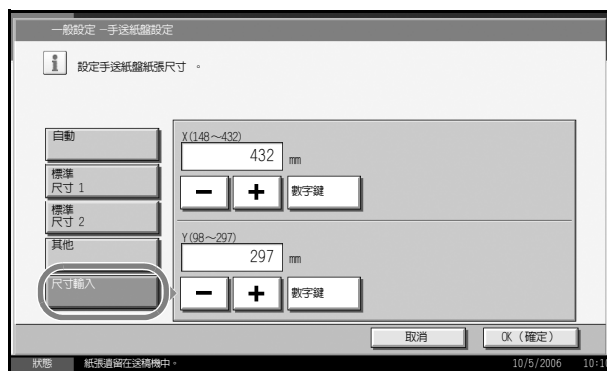 一般設定 -手送紙盤設定
設定手送紙盤紙張尺寸 。
自動
標準
尺寸 1
標準
尺寸 2
其他
尺寸輸入
X(148～432)
432 mm
－ ＋ 數字鍵
Y(98～297)
297 mm
－ ＋ 數字鍵
取消 OK (確定)
狀態 紙張遺留在送稿機中。 10/5/2006 10:10